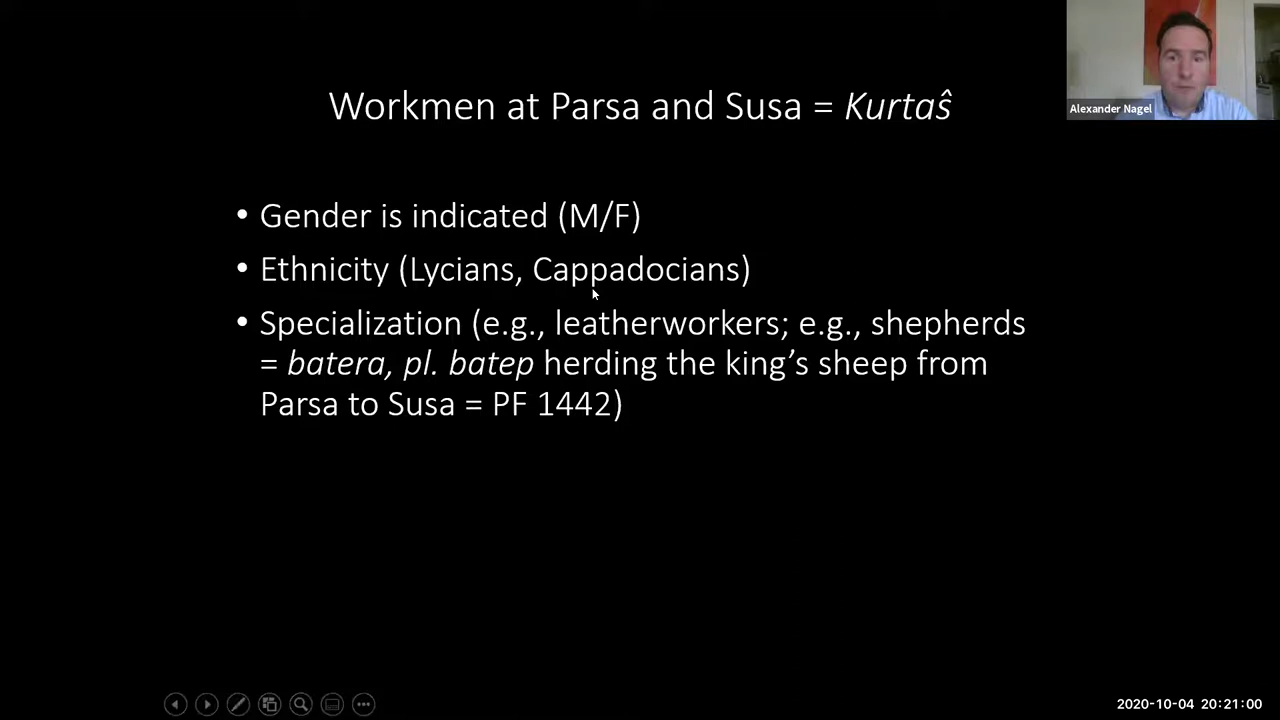 Workmen at Parsa and Susa = Kurtaŝ
Alexander Nagel
• Gender is indicated (M/F)
• Ethnicity (Lycians, Cappadocians)
• Specialization (e.g., leatherworkers; e.g., shepherds
= batera, pl. batep herding the king’s sheep from
Parsa to Susa = PF 1442)
2020-10-04 20:21:00